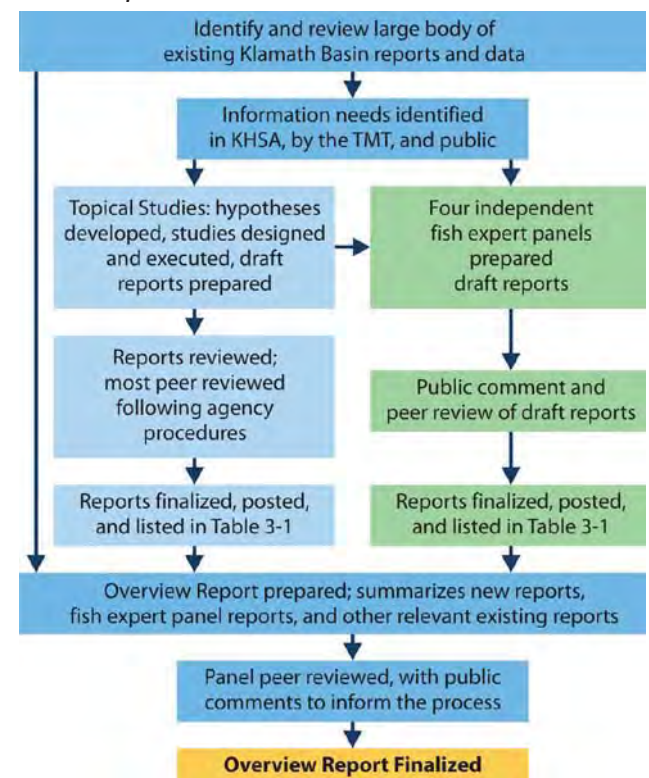 Identify and review large body of
existing Klamath Basin reports and data
Information needs identified
in KHSA, by the TMT, and public
Topical Studies: hypotheses
developed, studies designed
and executed, draft
reports prepared
Four independent
fish expert panels
prepared
draft reports
Reports reviewed;
most peer reviewed
following agency
procedures
Public comment and
peer review of draft reports
Reports finalized, posted,
and listed in Table 3-1
Reports finalized, posted,
and listed in Table 3-1
Overview Report prepared; summarizes new reports,
fish expert panel reports, and other relevant existing reports
Panel peer reviewed, with public
comments to inform the process
Overview Report Finalized